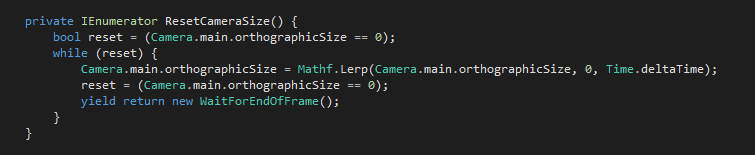 private IEnumerator ResetCameraSize() {
    bool reset = (Camera.main.orthographicSize == 0);
    while (reset) {
        Camera.main.orthographicSize = Mathf.Lerp(Camera.main.orthographicSize, 0, Time.deltaTime);
        reset = (Camera.main.orthographicSize == 0);
        yield return new WaitForEndOfFrame();
    }
}